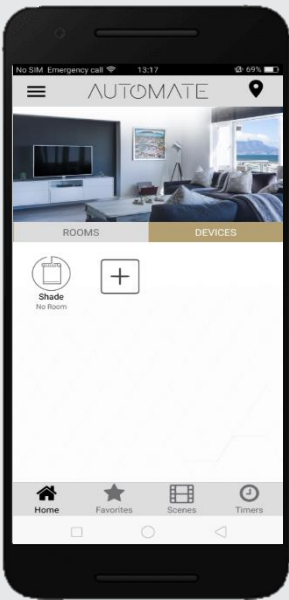 No SIM Emergency call 13:17 69%
AUTOMATE
ROOMS DEVICES
Shade
No Room
Home Favorites Scenes Timers